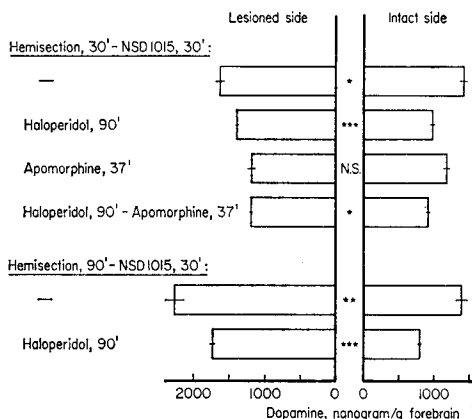 Lesioned side Intact side
Hemisection, 30'- NSD 1015, 30':
— *
Haloperidol, 90' ***
Apomorphine, 37' N.S.
Haloperidol, 90' - Apomorphine, 37' *
Hemisection, 90'- NSD 1015, 30':
— **
Haloperidol, 90' ***
2000 1000 0 0 1000
Dopamine, nanogram/g forebrain